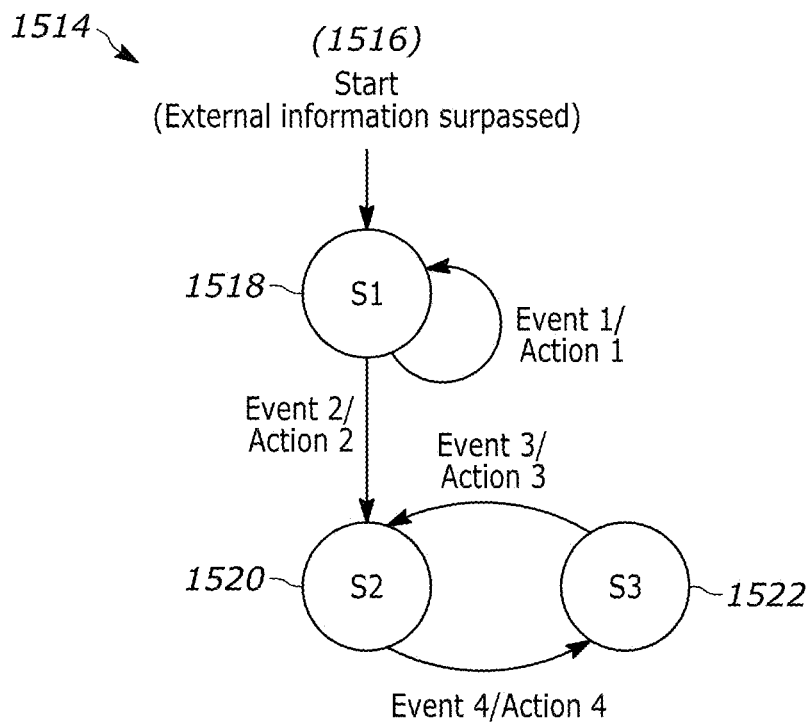 1514
(1516)
Start
(External information surpassed)
1518
S1
Event 1/
Action 1
Event 2/
Action 2
Event 3/
Action 3
1520
S2
S3
1522
Event 4/Action 4